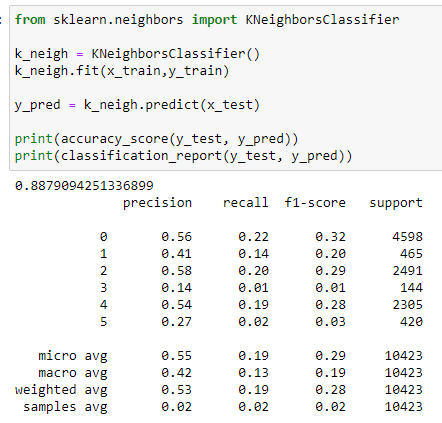 :
from sklearn.neighbors import KNeighborsClassifier
k_neigh = KNeighborsClassifier()
k_neigh.fit(x_train,y_train)
y_pred = k_neigh.predict(x_test)
print(accuracy_score(y_test, y_pred))
print(classification_report(y_test, y_pred))
0.8879094251336899
precision recall f1-score support
0 0.56 0.22 0.32 4598
1 0.41 0.14 0.20 465
2 0.58 0.20 0.29 2491
3 0.14 0.01 0.01 144
4 0.54 0.19 0.28 2305
5 0.27 0.02 0.03 420
micro avg 0.55 0.19 0.29 10423
macro avg 0.42 0.13 0.19 10423
weighted avg 0.53 0.19 0.28 10423
samples avg 0.02 0.02 0.02 10423